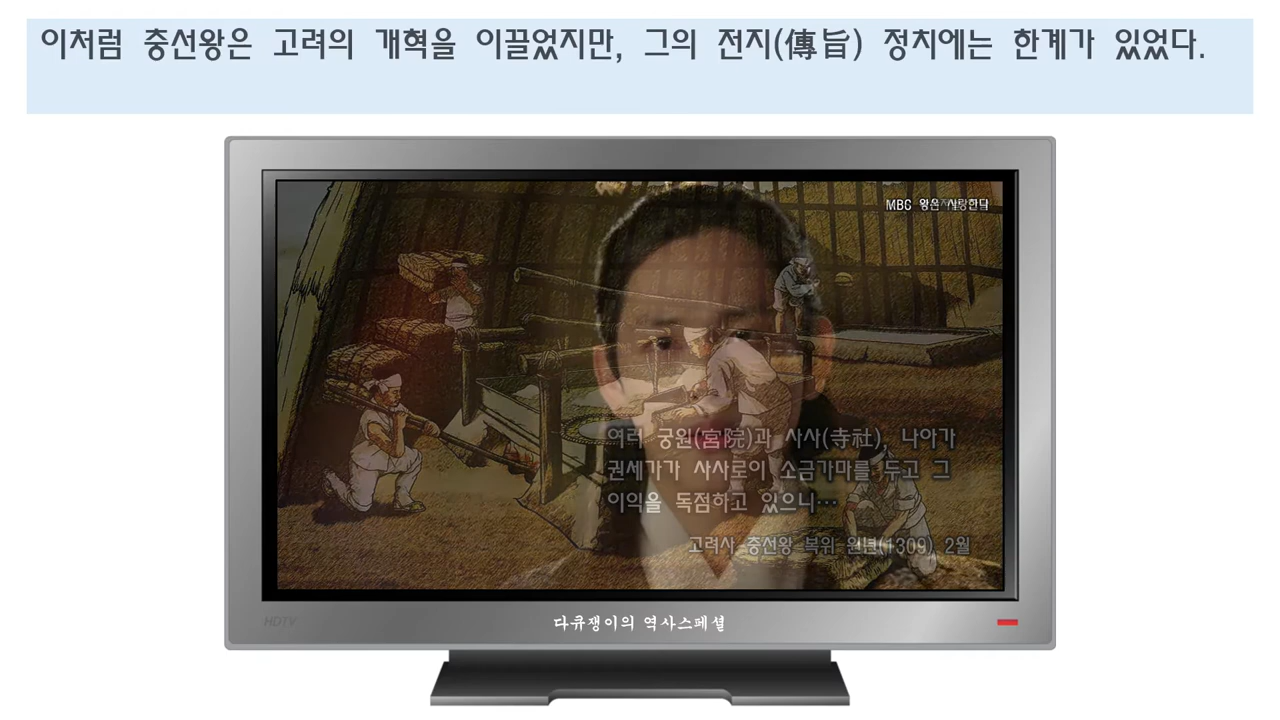 이처럼 충선왕은 고려의 개혁을 이끌었지만, 그의 전지(傳旨) 정치에는 한계가 있었다.
MBC 왕은 사랑한다
여러 궁원(宮院)과 사사(寺社), 나아가
권세가가 사사로이 소금가마를 두고 그
이익을 독점하고 있으니…
고려사 충선왕 복위 원년(1309) 2월
HDTV
다큐쟁이의 역사스페셜